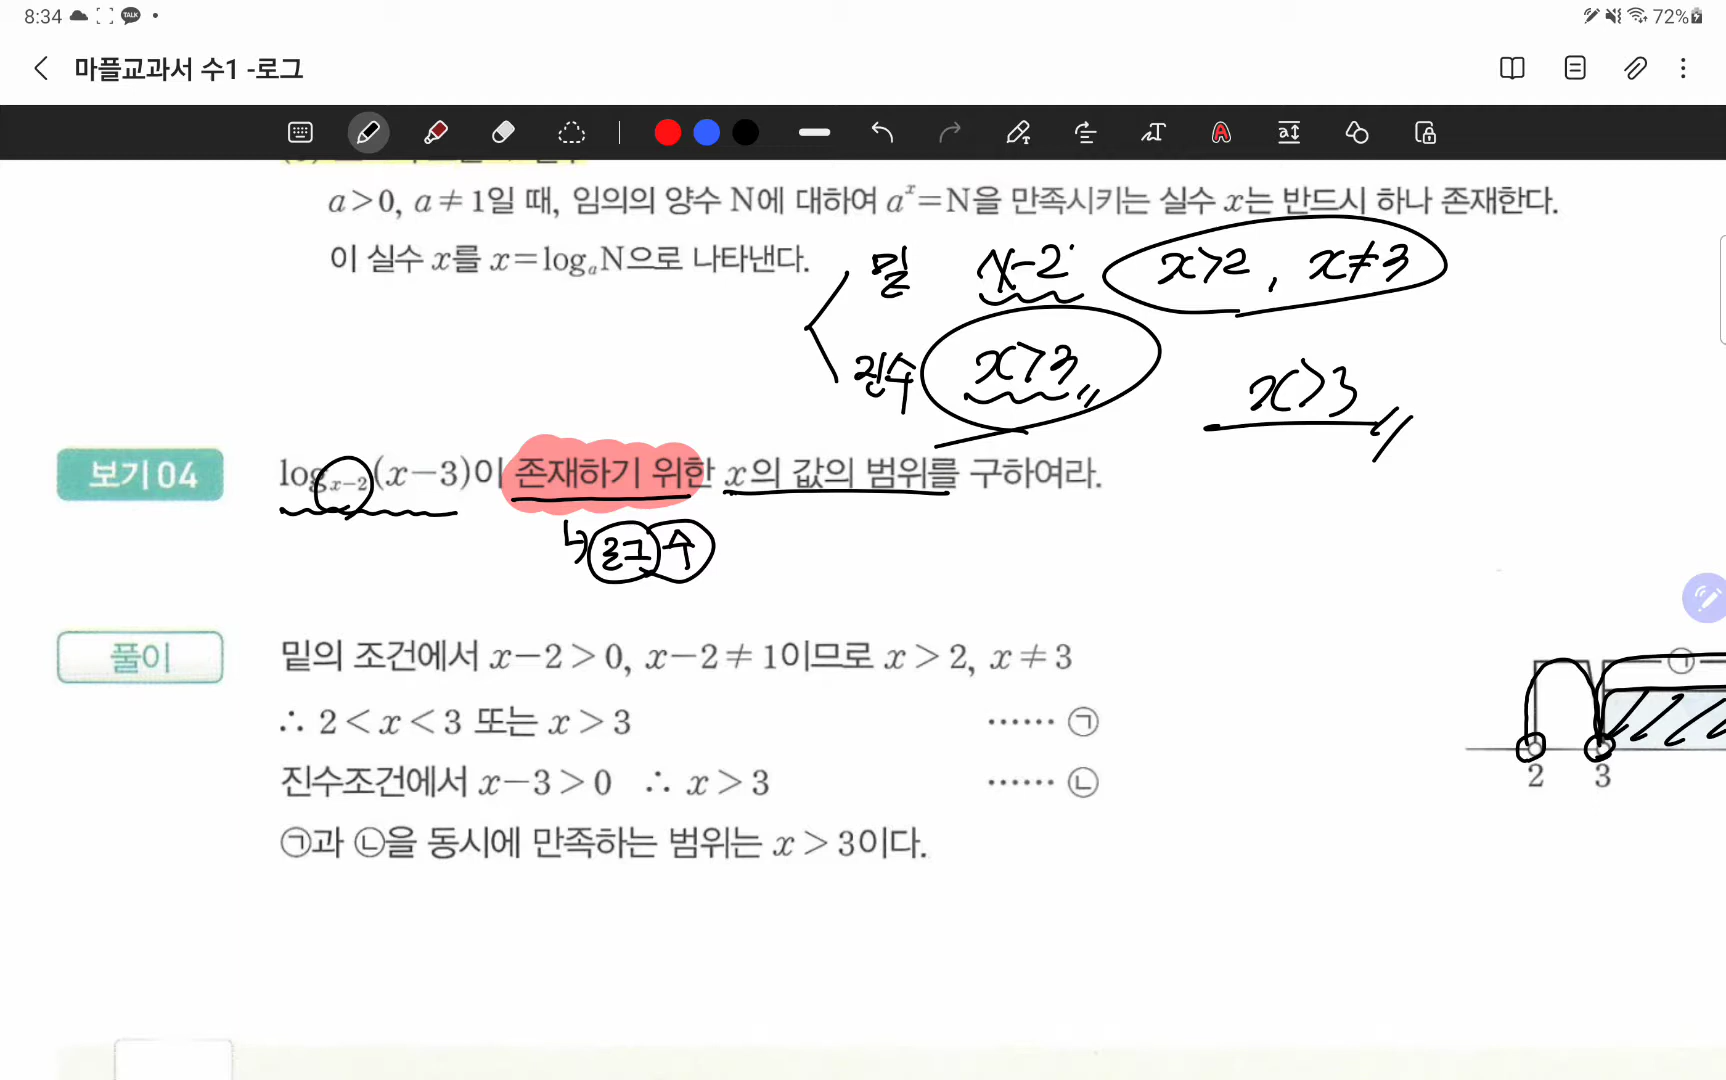 8:34 TALK 72%
마플교과서 수1 -로그
a>0, a≠1일 때, 임의의 양수 N에 대하여 aˣ=N을 만족시키는 실수 x는 반드시 하나 존재한다.
이 실수 x를 x=logₐN으로 나타낸다.
밑 x-2 x>2, x≠3
진수 x>3
x>3
보기 04 log_{x-2}(x-3)이 존재하기 위한 x의 값의 범위를 구하여라.
로그 수
풀이 밑의 조건에서 x-2>0, x-2≠1이므로 x>2, x≠3
∴ 2<x<3 또는 x>3 ······ ㉠
진수조건에서 x-3>0 ∴ x>3 ······ ㉡
㉠과 ㉡을 동시에 만족하는 범위는 x>3이다.
㉠
2 3